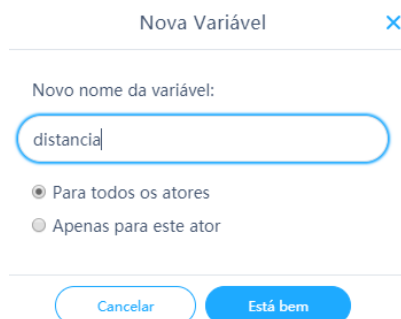 Nova Variável
Novo nome da variável:
distancia
Para todos os atores
Apenas para este ator
Cancelar
Está bem